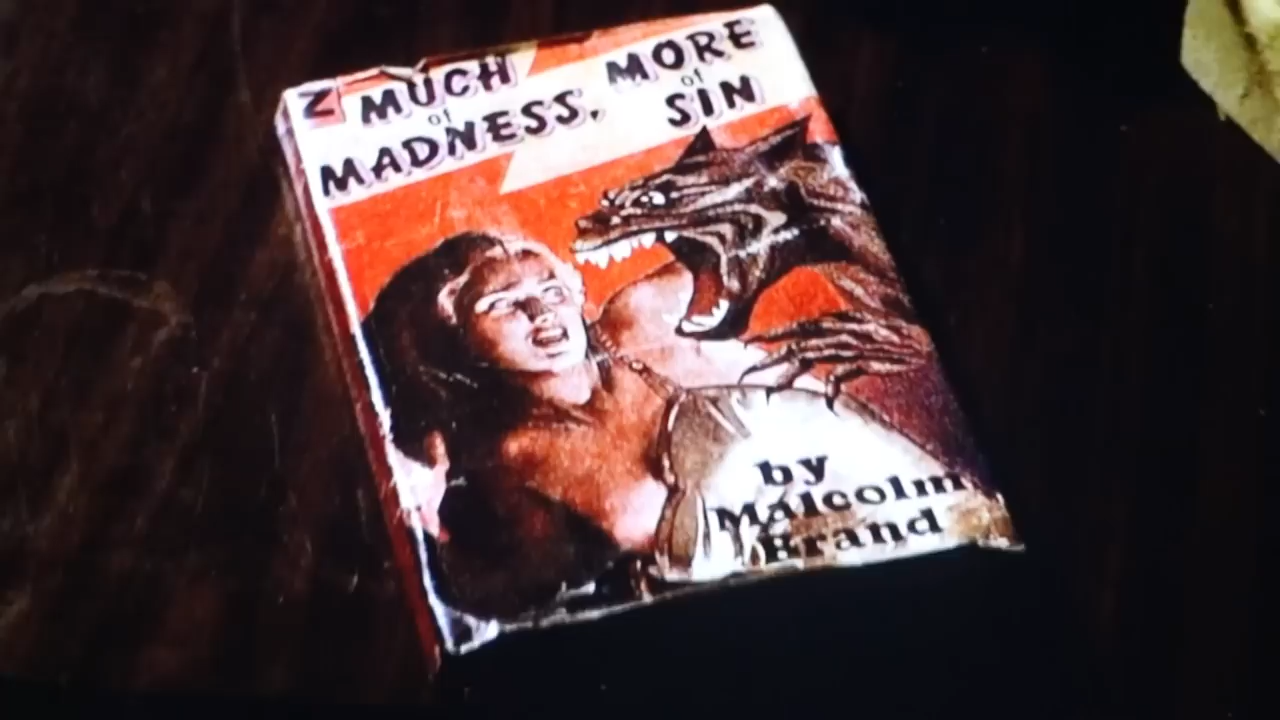 N
MUCH
of
MADNESS,
MORE
of
SIN
by
Malcolm
Brand